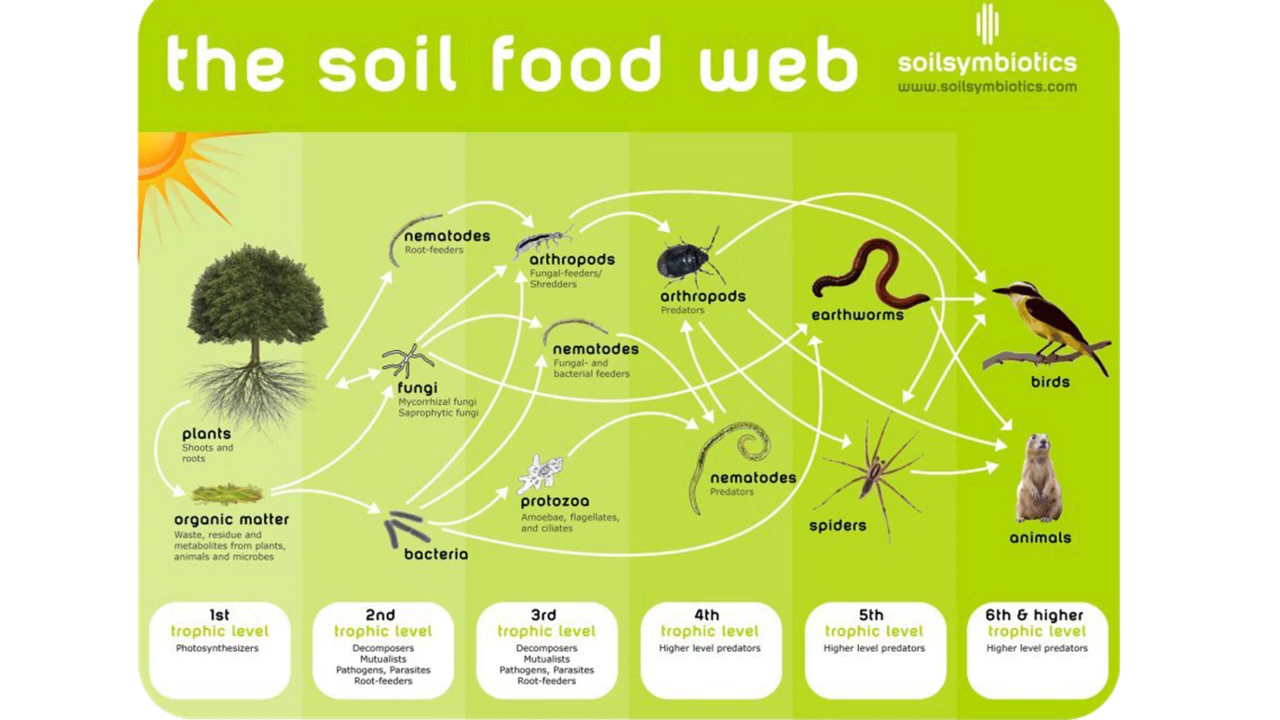 the soil food web
soilsymbiotics
www.soilsymbiotics.com
nematodes
Root-feeders
arthropods
Fungal-feeders/
Shredders
arthropods
Predators
earthworms
birds
nematodes
Fungal- and
bacterial feeders
fungi
Mycorrhizal fungi
Saprophytic fungi
plants
Shoots and
roots
nematodes
Predators
protozoa
Amoebae, flagellates,
and ciliates
spiders
animals
organic matter
Waste, residue and
metabolites from plants,
animals and microbes
bacteria
1st
trophic level
Photosynthesizers
2nd
trophic level
Decomposers
Mutualists
Pathogens, Parasites
Root-feeders
3rd
trophic level
Decomposers
Mutualists
Pathogens, Parasites
Root-feeders
4th
trophic level
Higher level predators
5th
trophic level
Higher level predators
6th & higher
trophic level
Higher level predators